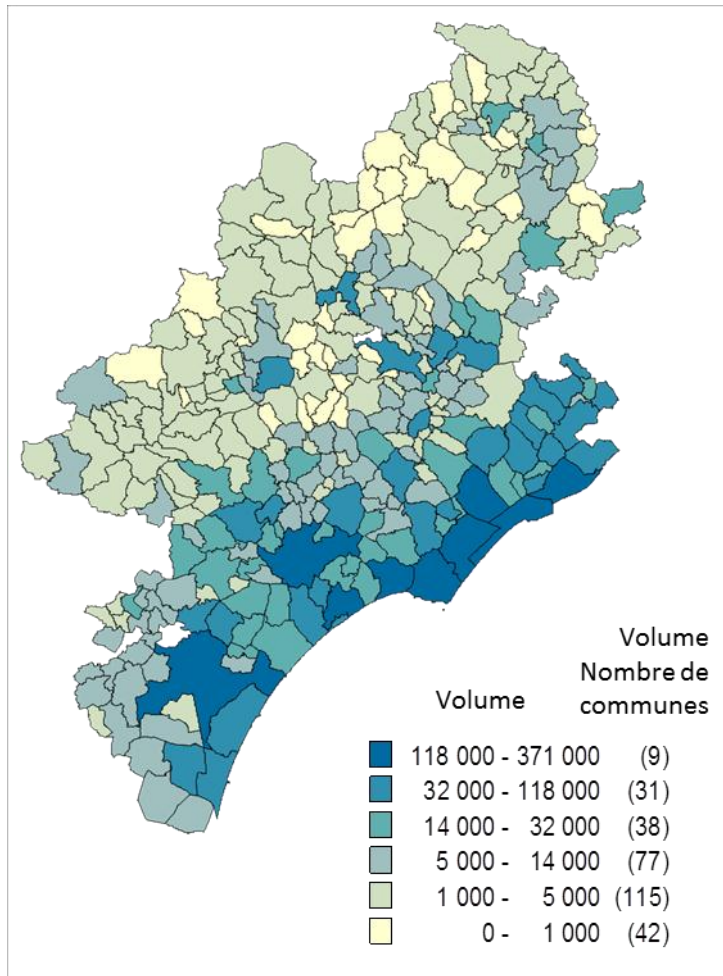 Volume
Volume Nombre de
communes
118 000 - 371 000 (9)
32 000 - 118 000 (31)
14 000 - 32 000 (38)
5 000 - 14 000 (77)
1 000 - 5 000 (115)
0 - 1 000 (42)